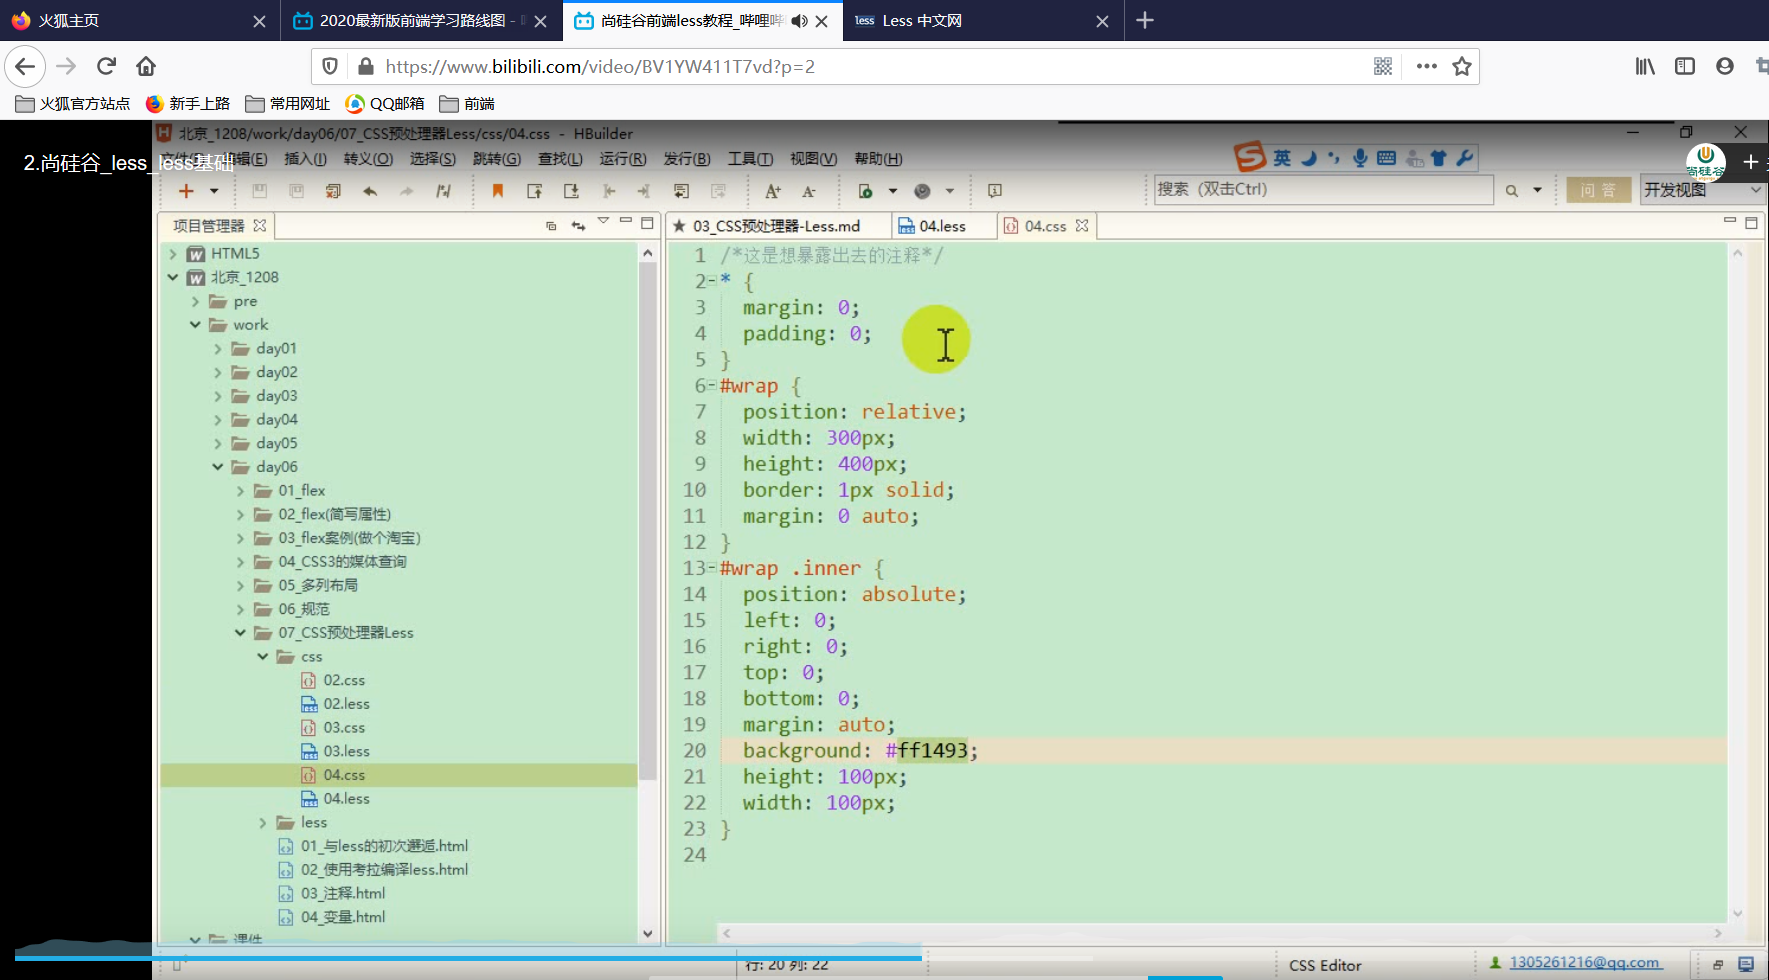 火狐主页
2020最新版前端学习路线图 -
尚硅谷前端less教程_哔哩哔
less Less 中文网
https://www.bilibili.com/video/BV1YW411T7vd?p=2
火狐官方站点 新手上路 常用网址 QQ邮箱 前端
北京_1208/work/day06/07_CSS预处理器Less/css/04.css - HBuilder
2.尚硅谷_less_less基础
编辑(E) 插入(I) 转义(O) 选择(S) 跳转(G) 查找(L) 运行(R) 发行(B) 工具(T) 视图(V) 帮助(H)
英
尚硅谷
搜索 (双击Ctrl)
问答
开发视图
项目管理器
03_CSS预处理器-Less.md
04.less
04.css
HTML5
北京_1208
pre
work
day01
day02
day03
day04
day05
day06
01_flex
02_flex(简写属性)
03_flex案例(做个淘宝)
04_CSS3的媒体查询
05_多列布局
06_规范
07_CSS预处理器Less
css
02.css
02.less
03.css
03.less
04.css
04.less
less
01_与less的初次邂逅.html
02_使用考拉编译less.html
03_注释.html
04_变量.html
课件
1 /*这是想暴露出去的注释*/
2 * {
3 margin: 0;
4 padding: 0;
5 }
6 #wrap {
7 position: relative;
8 width: 300px;
9 height: 400px;
10 border: 1px solid;
11 margin: 0 auto;
12 }
13 #wrap .inner {
14 position: absolute;
15 left: 0;
16 right: 0;
17 top: 0;
18 bottom: 0;
19 margin: auto;
20 background: #ff1493;
21 height: 100px;
22 width: 100px;
23 }
24
行: 20 列: 22
CSS Editor
1305261216@qq.com